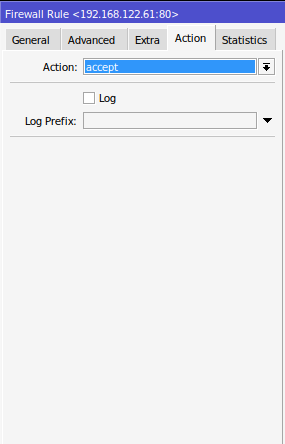 Firewall Rule <192.168.122.61:80>
General Advanced Extra Action Statistics
Action: accept
Log
Log Prefix: